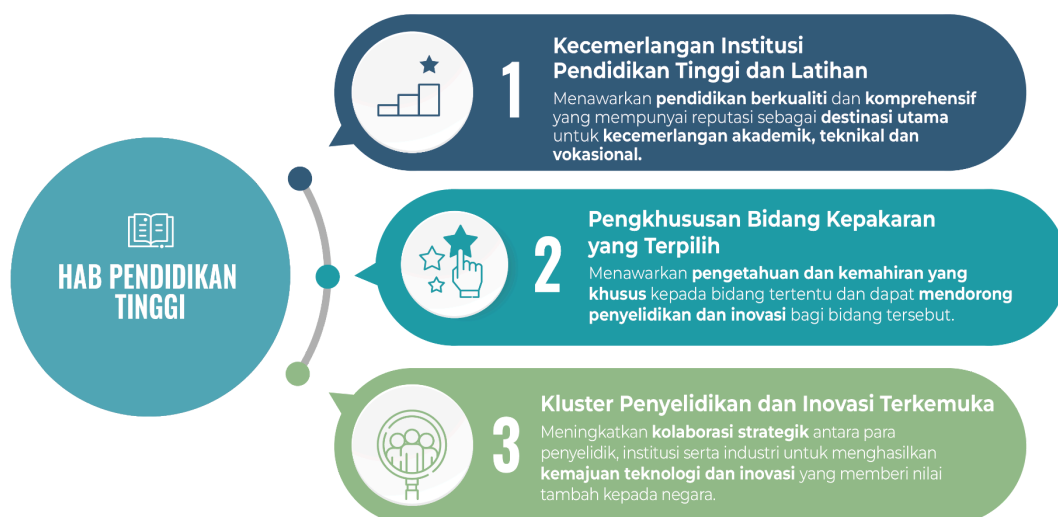 HAB PENDIDIKAN
TINGGI
1
Kecemerlangan Institusi
Pendidikan Tinggi dan Latihan
Menawarkan pendidikan berkualiti dan komprehensif
yang mempunyai reputasi sebagai destinasi utama
untuk kecemerlangan akademik, teknikal dan
vokasional.
2
Pengkhususan Bidang Kepakaran
yang Terpilih
Menawarkan pengetahuan dan kemahiran yang
khusus kepada bidang tertentu dan dapat mendorong
penyelidikan dan inovasi bagi bidang tersebut.
3
Kluster Penyelidikan dan Inovasi Terkemuka
Meningkatkan kolaborasi strategik antara para
penyelidik, institusi serta industri untuk menghasilkan
kemajuan teknologi dan inovasi yang memberi nilai
tambah kepada negara.